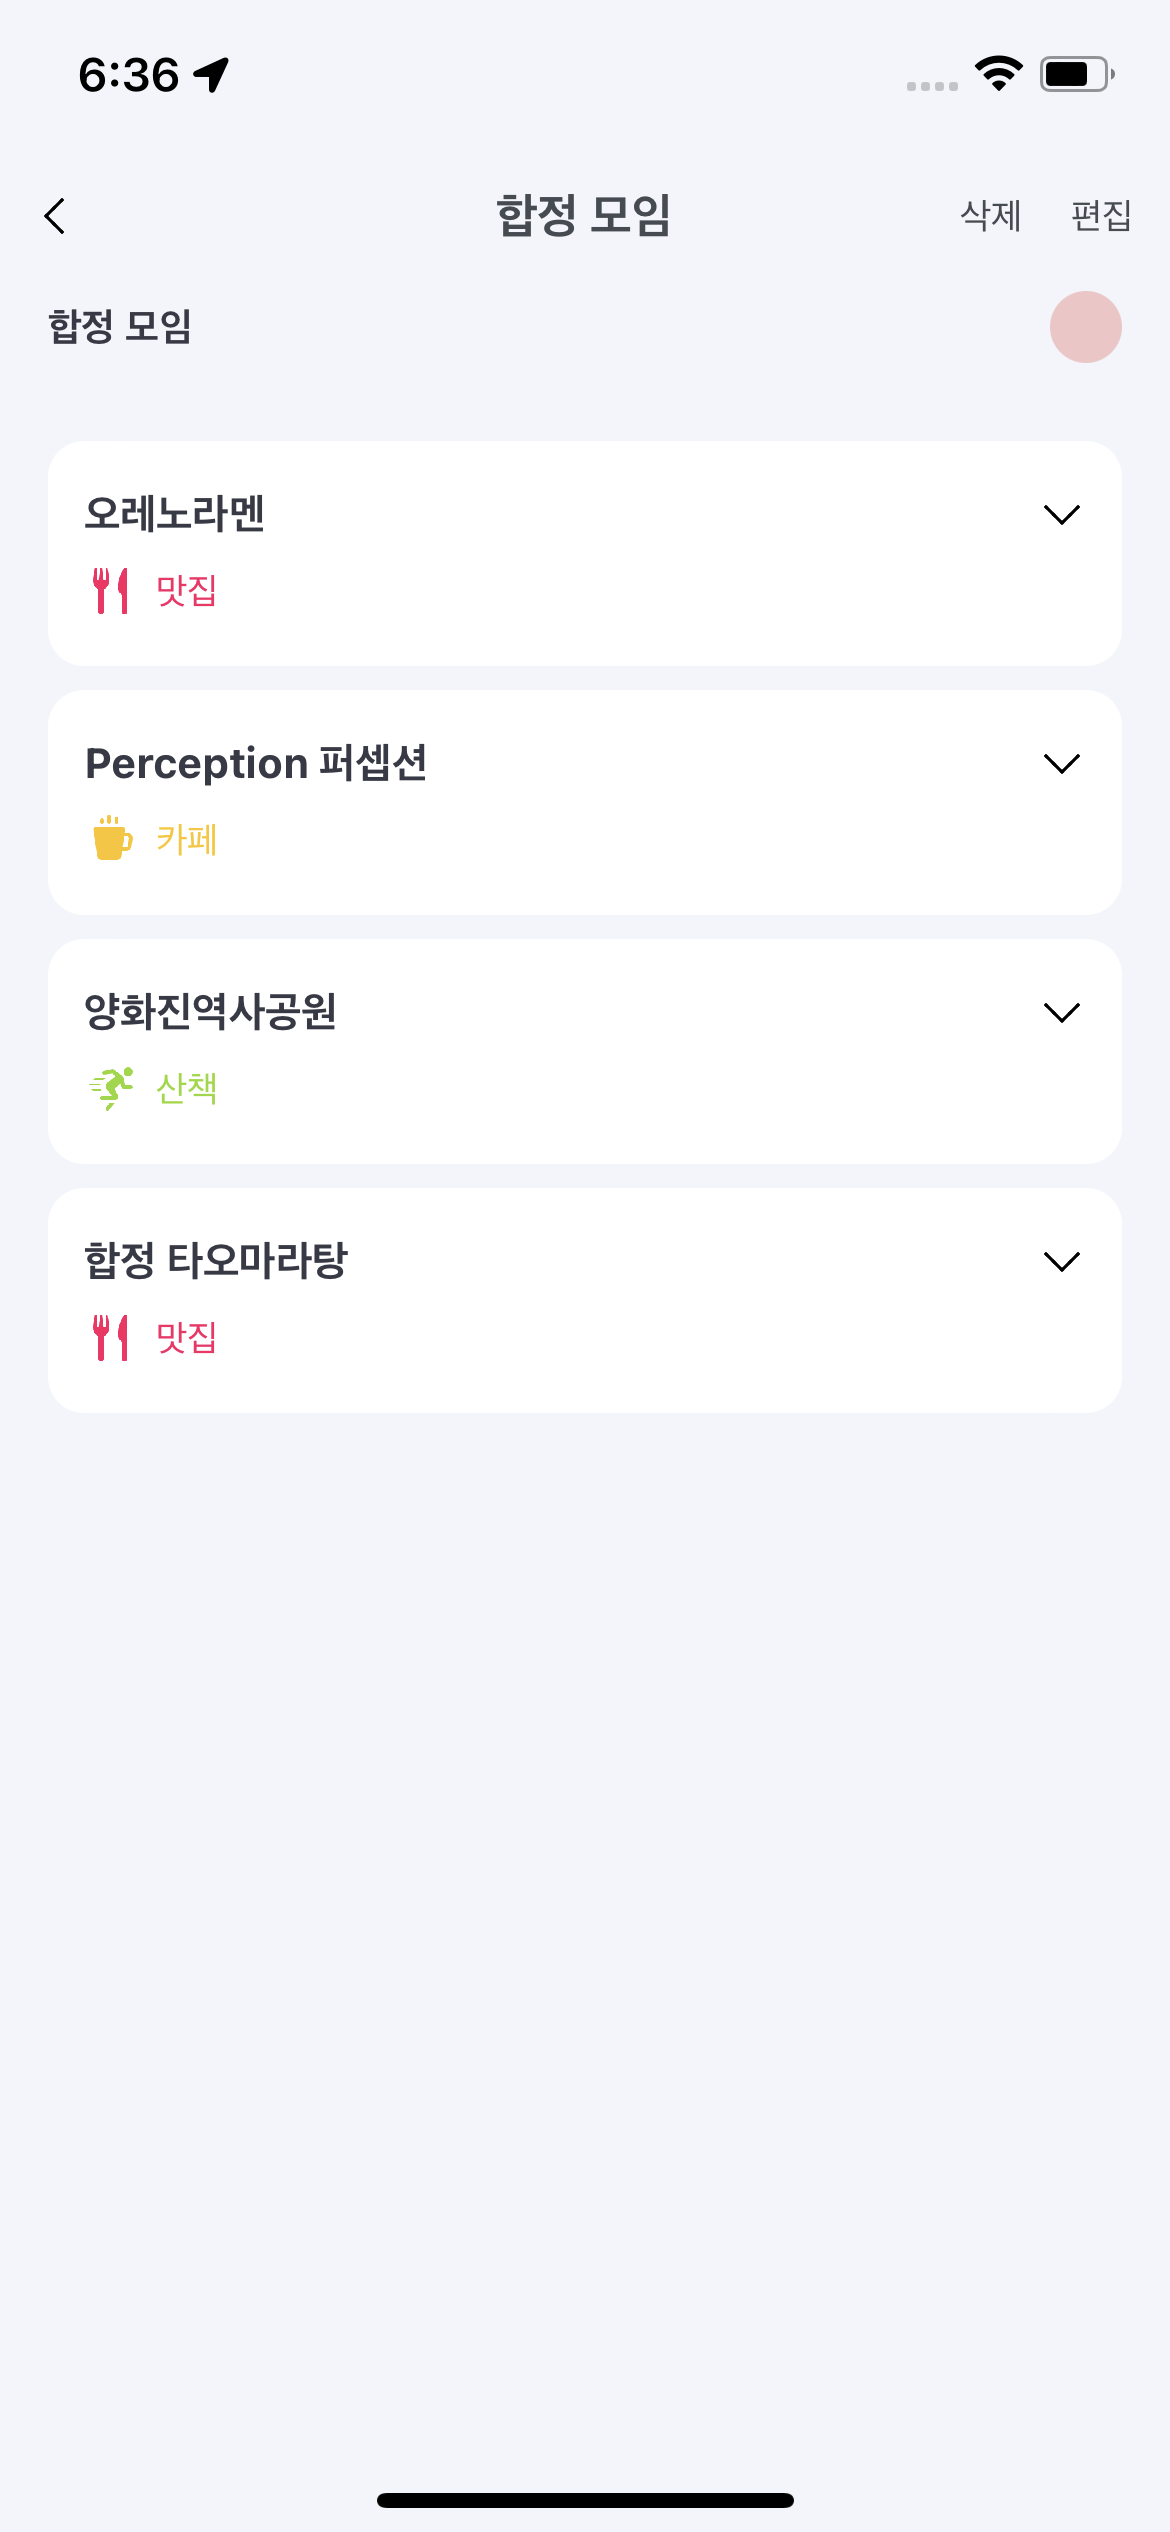 6:36
합정 모임
삭제 편집
합정 모임
오레노라멘
맛집
Perception 퍼셉션
카페
양화진역사공원
산책
합정 타오마라탕
맛집